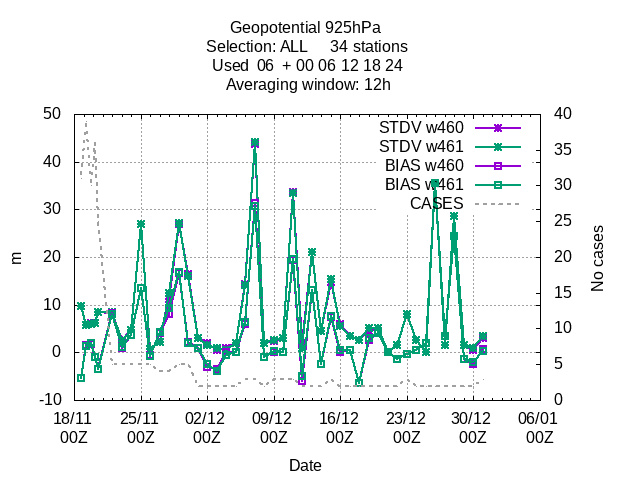 Geopotential 925hPa
Selection: ALL     34 stations
Used  06  + 00 06 12 18 24
Averaging window: 12h
50 40
40 35
30 30
20 25
10 20
0 15
-10 10
5
0
STDV w460
STDV w461
BIAS w460
BIAS w461
CASES
m
No cases
18/11 25/11 02/12 09/12 16/12 23/12 30/12 06/01
00Z 00Z 00Z 00Z 00Z 00Z 00Z 00Z
Date